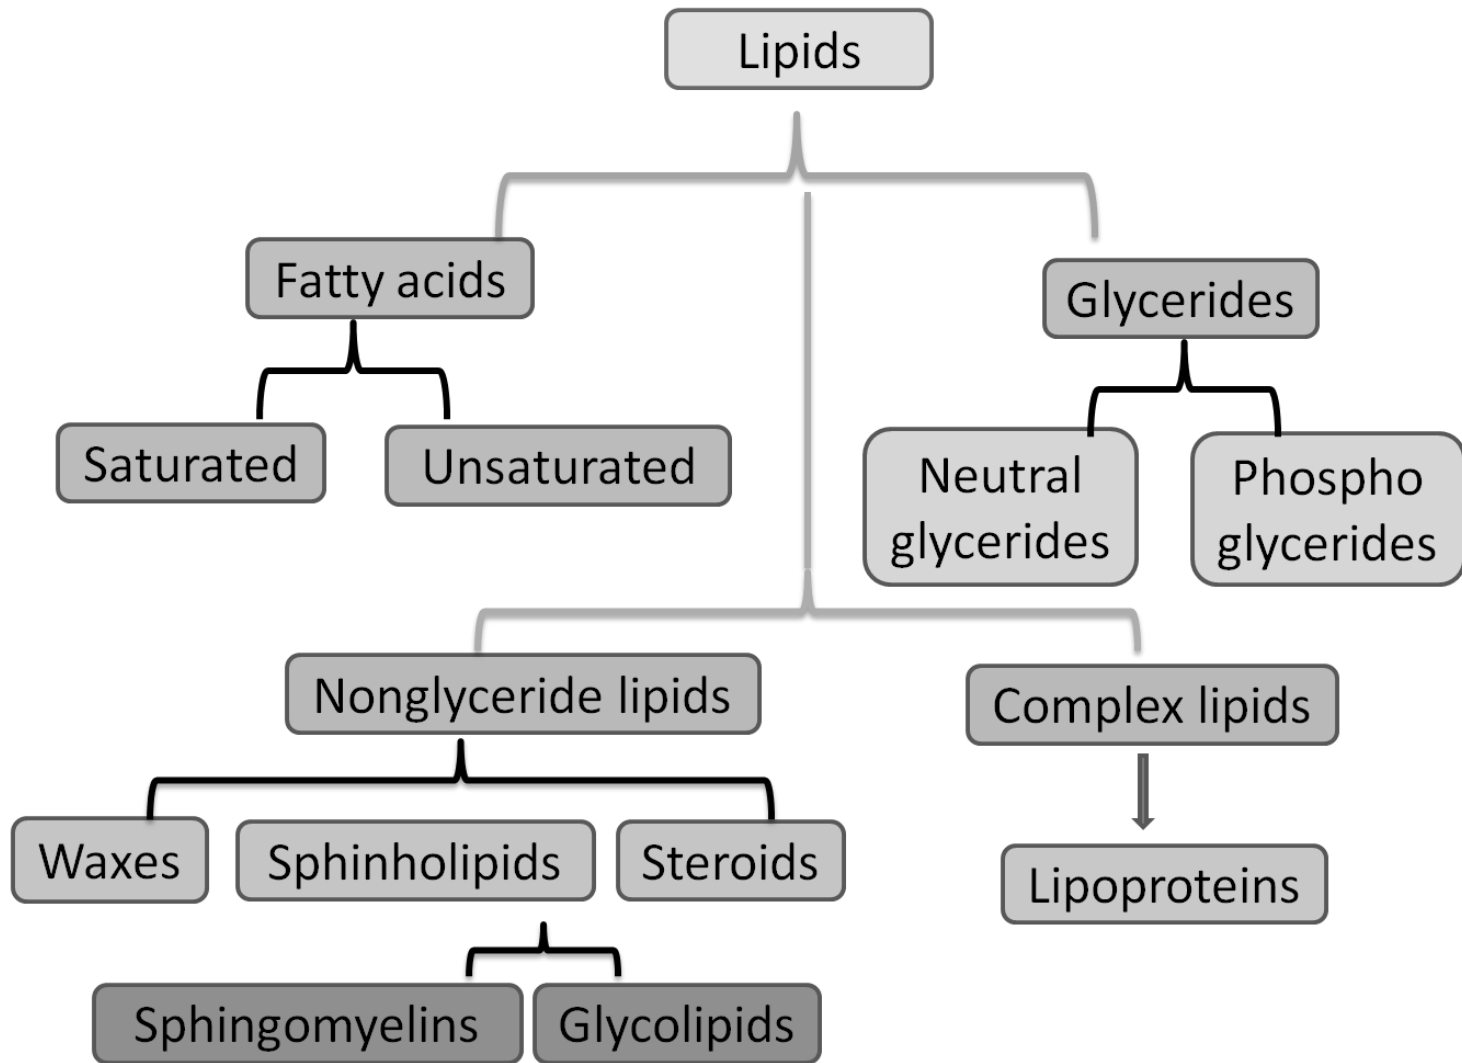 Lipids
Fatty acids
Glycerides
Saturated
Unsaturated
Neutral
glycerides
Phospho
glycerides
Nonglyceride lipids
Complex lipids
Waxes
Sphinholipids
Steroids
Lipoproteins
Sphingomyelins
Glycolipids